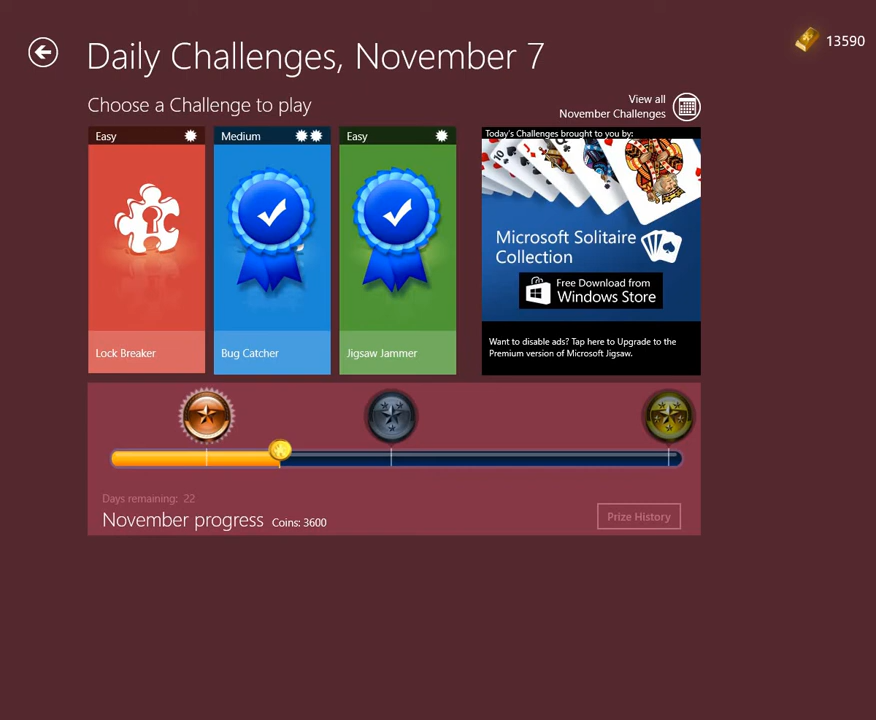 Daily Challenges, November 7
13590
Choose a Challenge to play
View all
November Challenges
Easy
Medium
Easy
Lock Breaker
Bug Catcher
Jigsaw Jammer
Today's Challenges brought to you by:
10
Microsoft Solitaire
Collection
Free Download from
Windows Store
Want to disable ads? Tap here to Upgrade to the
Premium version of Microsoft Jigsaw.
Days remaining: 22
November progress Coins: 3600
Prize History